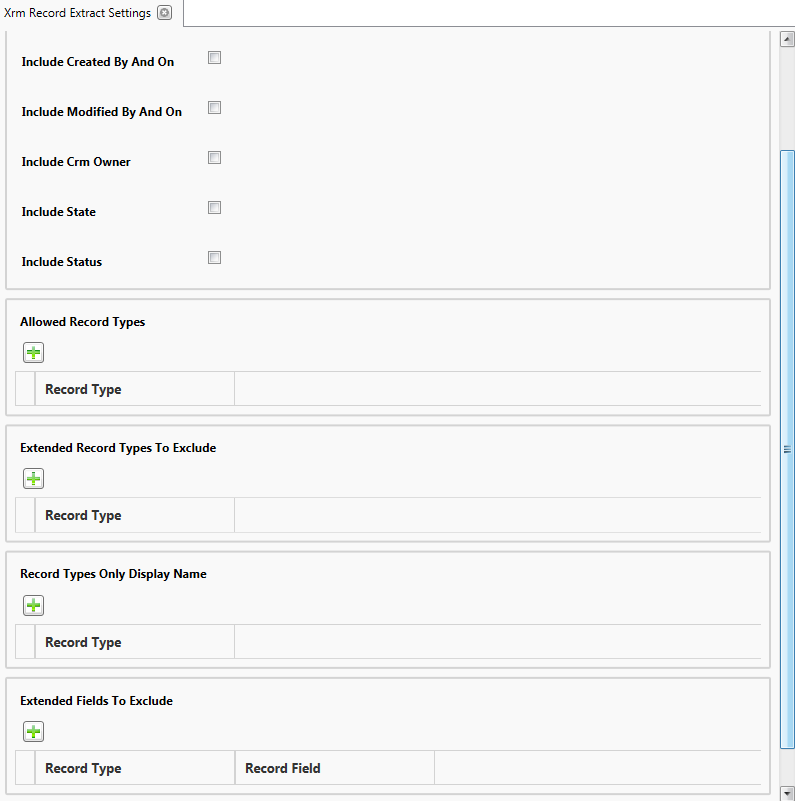 Xrm Record Extract Settings
Include Created By And On
Include Modified By And On
Include Crm Owner
Include State
Include Status
Allowed Record Types
Record Type
Extended Record Types To Exclude
Record Type
Record Types Only Display Name
Record Type
Extended Fields To Exclude
Record Type Record Field